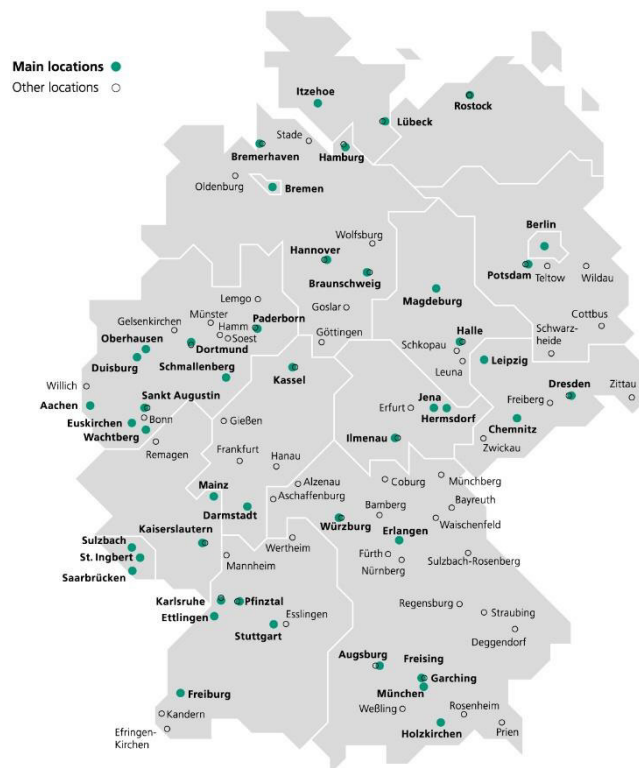 Main locations
Other locations
Itzehoe
Rostock
Lübeck
Stade
Bremerhaven
Hamburg
Oldenburg
Bremen
Berlin
Wolfsburg
Hannover
Potsdam
Teltow
Wildau
Braunschweig
Magdeburg
Lemgo
Goslar
Cottbus
Münster
Paderborn
Gelsenkirchen
Hamm
Soest
Göttingen
Halle
Schwarz-
heide
Oberhausen
Dortmund
Schkopau
Leipzig
Duisburg
Leuna
Schmallenberg
Kassel
Willich
Dresden
Zittau
Aachen
Sankt Augustin
Jena
Erfurt
Freiberg
Bonn
Hermsdorf
Euskirchen
Gießen
Chemnitz
Wachtberg
Ilmenau
Zwickau
Remagen
Frankfurt
Hanau
Coburg
Münchberg
Mainz
Alzenau
Aschaffenburg
Bayreuth
Darmstadt
Bamberg
Würzburg
Waischenfeld
Kaiserslautern
Erlangen
Sulzbach
Wertheim
St. Ingbert
Mannheim
Fürth
Sulzbach-Rosenberg
Nürnberg
Saarbrücken
Karlsruhe
Pfinztal
Regensburg
Straubing
Ettlingen
Esslingen
Stuttgart
Deggendorf
Augsburg
Freising
Garching
Freiburg
München
Weßling
Rosenheim
Kandern
Efringen-
Kirchen
Holzkirchen
Prien